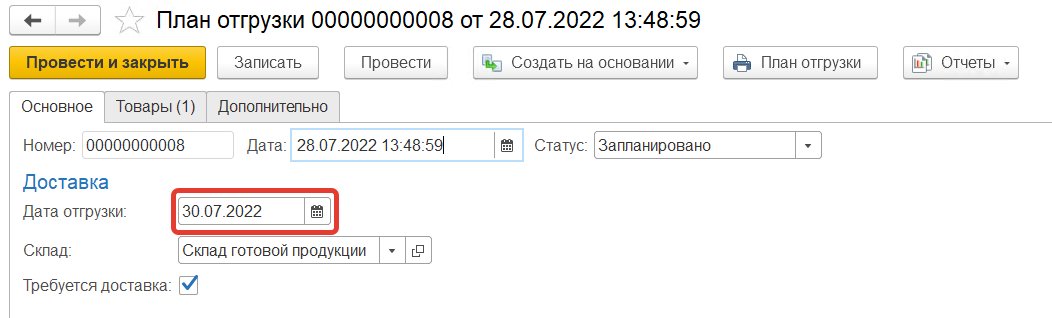 План отгрузки 00000000008 от 28.07.2022 13:48:59
Провести и закрыть Записать Провести Создать на основании План отгрузки Отчеты
Основное Товары (1) Дополнительно
Номер: 00000000008 Дата: 28.07.2022 13:48:59 Статус: Запланировано
Доставка
Дата отгрузки: 30.07.2022
Склад: Склад готовой продукции
Требуется доставка: